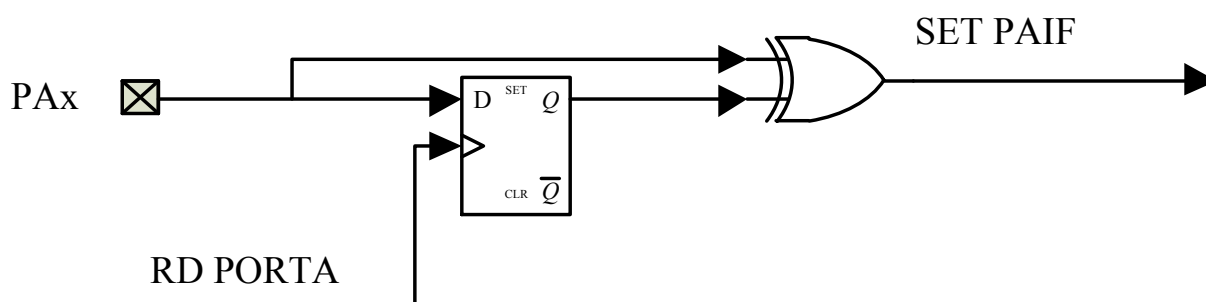 SET PAIF
PAx
D SET Q
CLR Q̅
RD PORTA